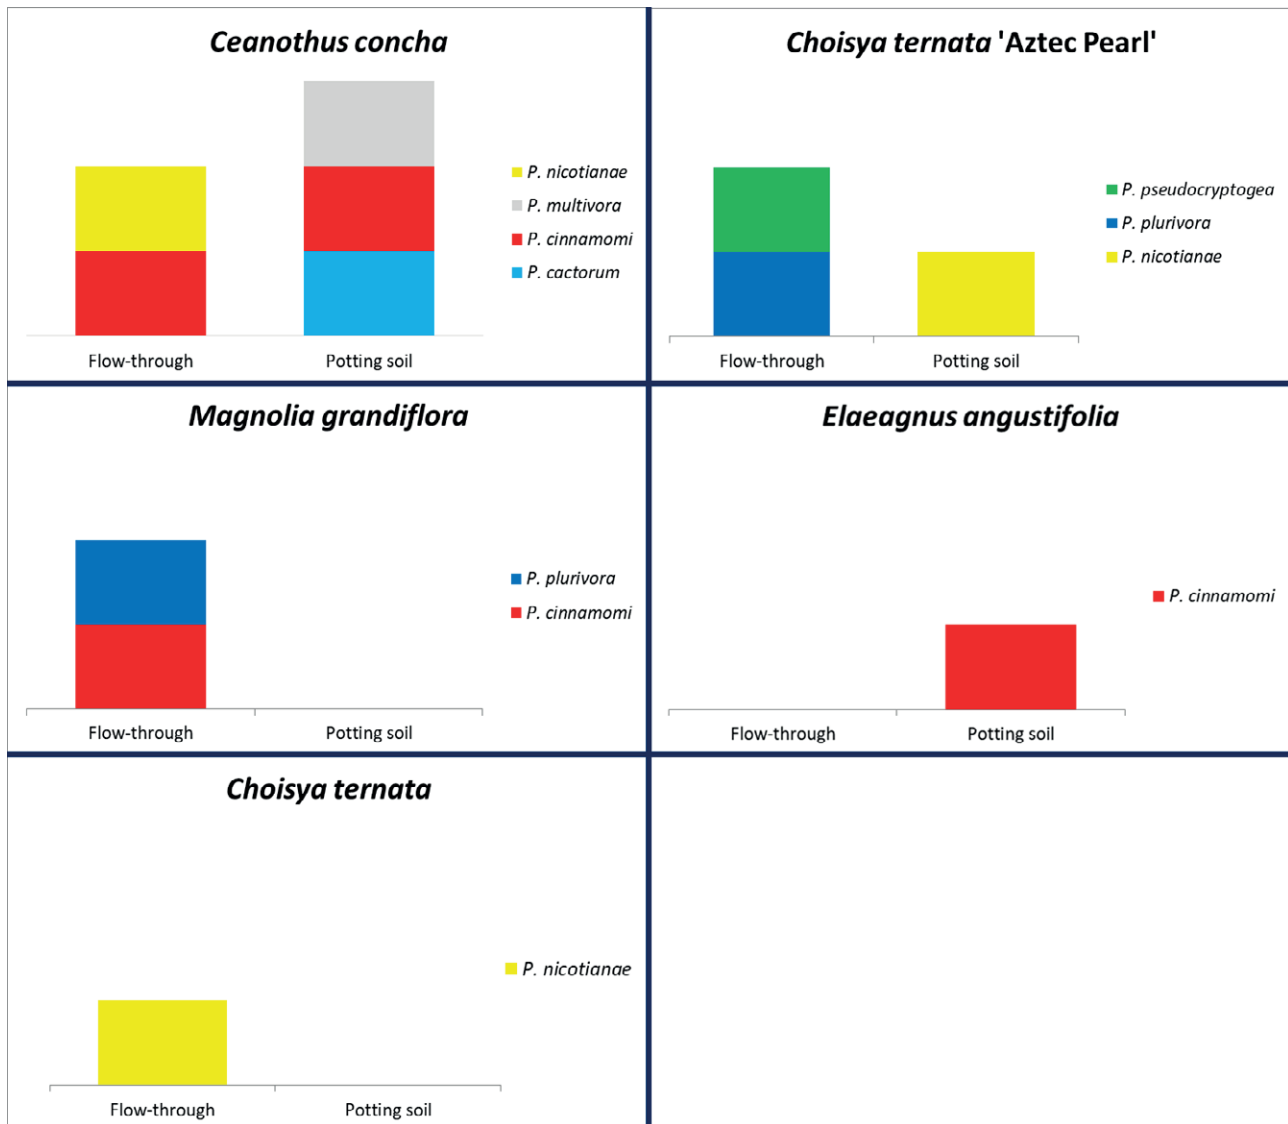 Ceanothus concha
P. nicotianae
P. multivora
P. cinnamomi
P. cactorum
Flow-through Potting soil
Choisya ternata 'Aztec Pearl'
P. pseudocryptogea
P. plurivora
P. nicotianae
Flow-through Potting soil
Magnolia grandiflora
P. plurivora
P. cinnamomi
Flow-through Potting soil
Elaeagnus angustifolia
P. cinnamomi
Flow-through Potting soil
Choisya ternata
P. nicotianae
Flow-through Potting soil